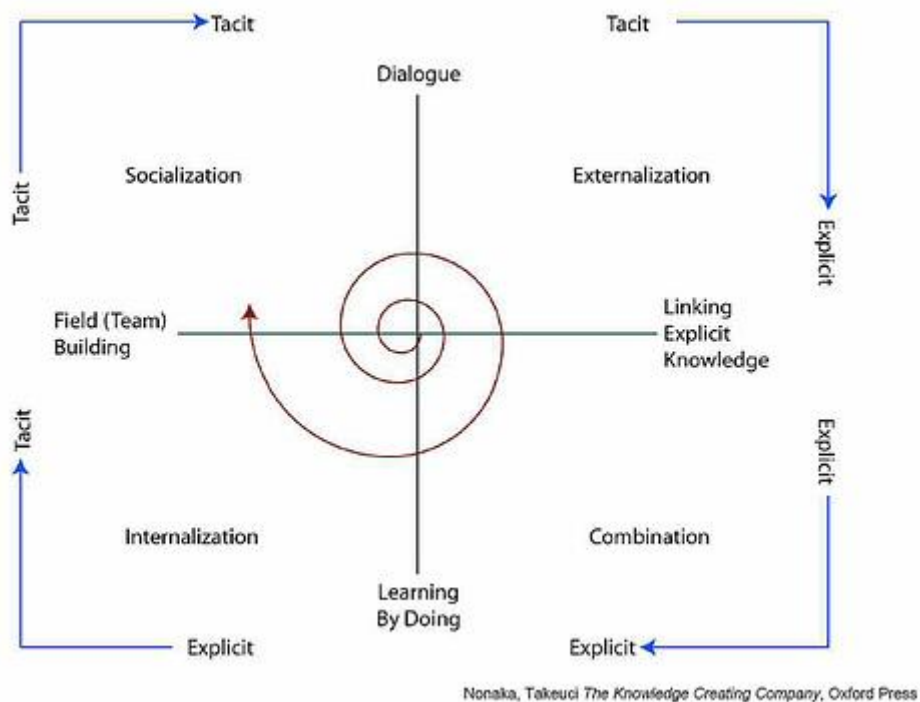 Tacit
Tacit
Dialogue
Socialization
Externalization
Tacit
Explicit
Field (Team)
Building
Linking
Explicit
Knowledge
Tacit
Explicit
Internalization
Combination
Learning
By Doing
Explicit
Explicit
Nonaka, Takeuci The Knowledge Creating Company, Oxford Press